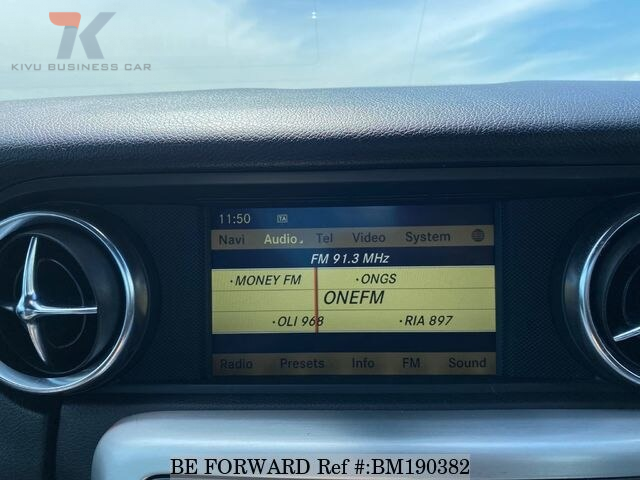 7K
KIVU BUSINESS CAR
11:50 TA
Navi Audio Tel Video System
FM 91.3 MHz
·MONEY FM ·ONGS
ONEFM
·OLI 968 ·RIA 897
Radio Presets Info FM Sound
BE FORWARD Ref #:BM190382